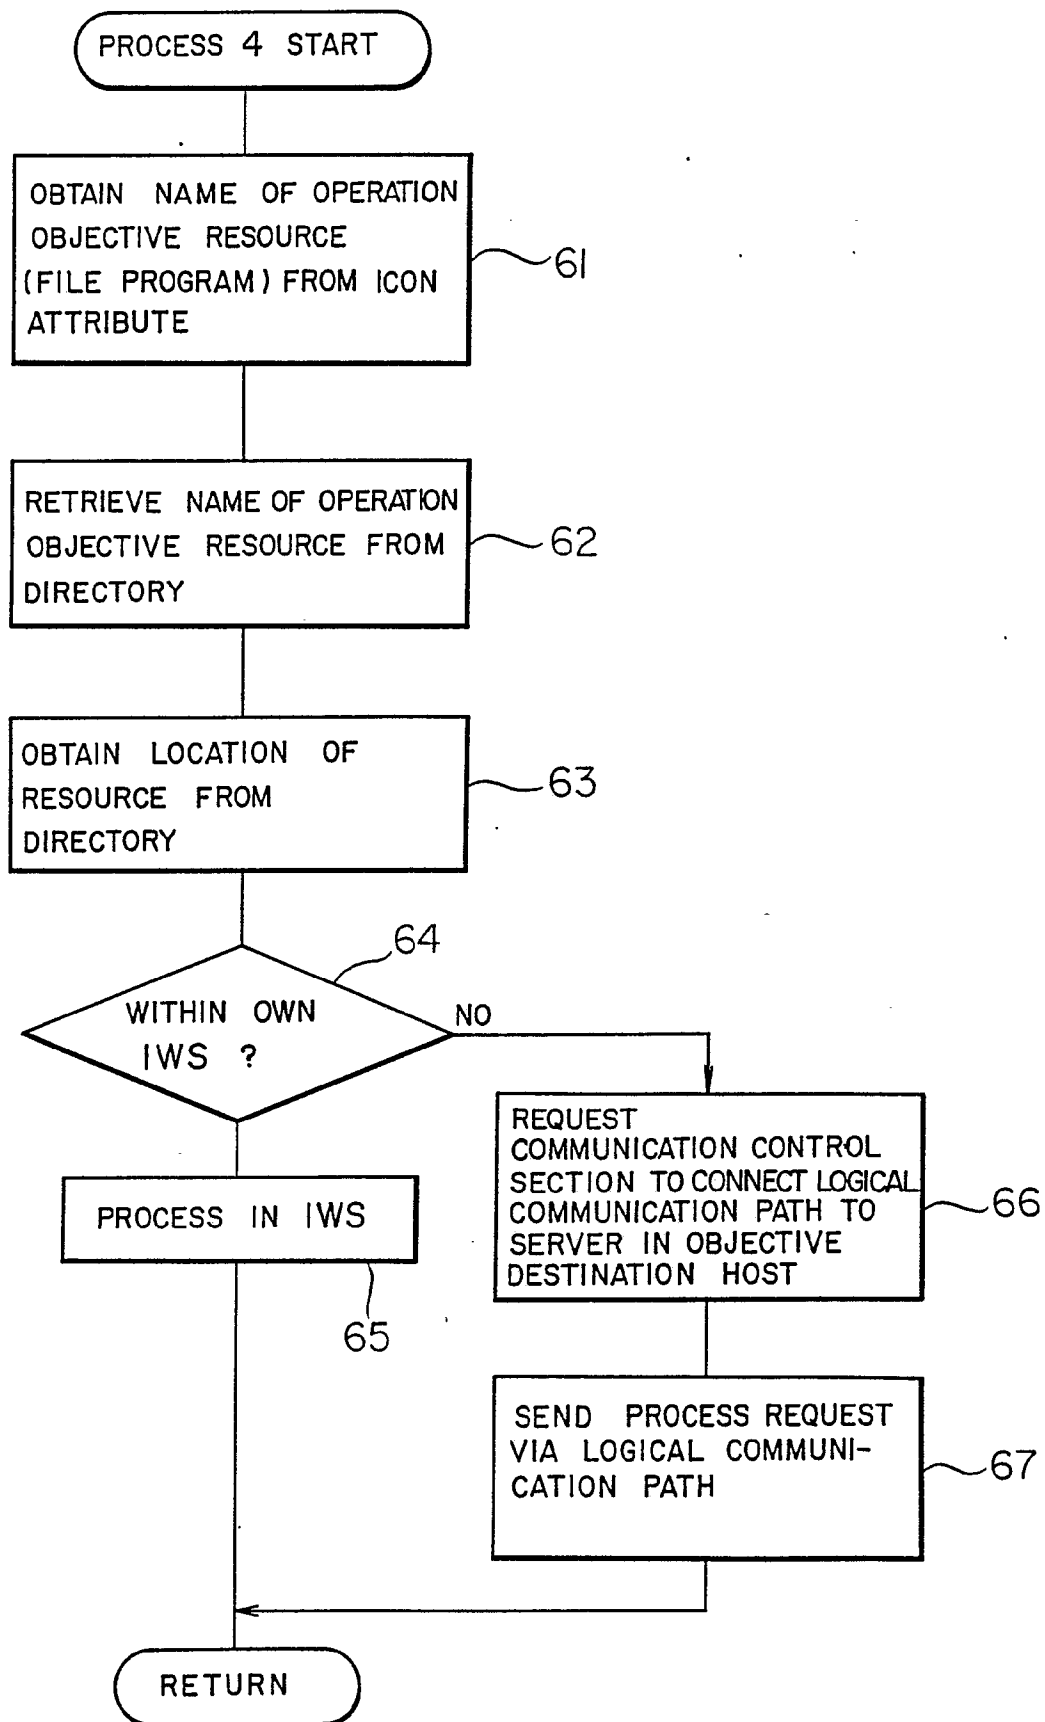 PROCESS 4 START
OBTAIN NAME OF OPERATION
OBJECTIVE RESOURCE
(FILE PROGRAM) FROM ICON
ATTRIBUTE
61
RETRIEVE NAME OF OPERATION
OBJECTIVE RESOURCE FROM
DIRECTORY
62
OBTAIN LOCATION OF
RESOURCE FROM
DIRECTORY
63
64
WITHIN OWN
IWS ?
NO
REQUEST
COMMUNICATION CONTROL
SECTION TO CONNECT LOGICAL
COMMUNICATION PATH TO
SERVER IN OBJECTIVE
DESTINATION HOST
66
PROCESS IN IWS
65
SEND PROCESS REQUEST
VIA LOGICAL COMMUNI-
CATION PATH
67
RETURN